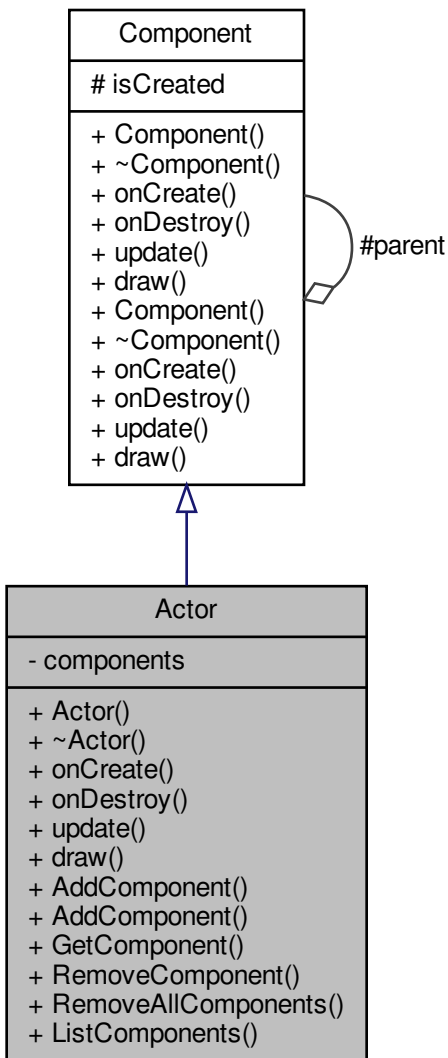 Component
# isCreated
+ Component()
+ ~Component()
+ onCreate()
+ onDestroy()
+ update()
+ draw()
+ Component()
+ ~Component()
+ onCreate()
+ onDestroy()
+ update()
+ draw()
#parent
Actor
- components
+ Actor()
+ ~Actor()
+ onCreate()
+ onDestroy()
+ update()
+ draw()
+ AddComponent()
+ AddComponent()
+ GetComponent()
+ RemoveComponent()
+ RemoveAllComponents()
+ ListComponents()